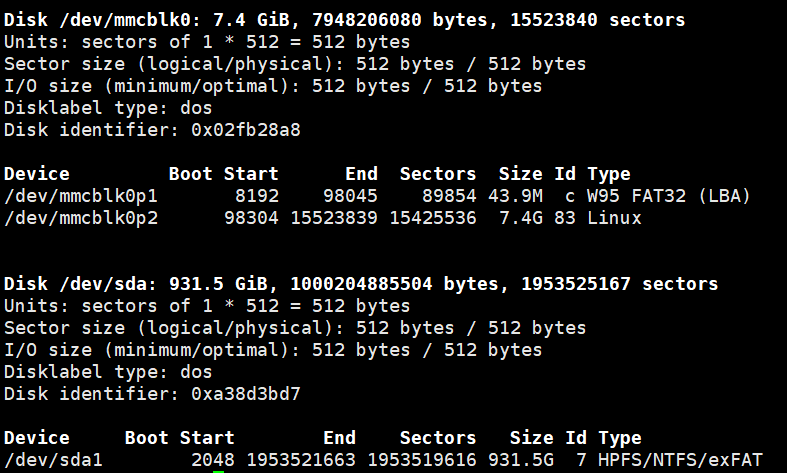 Disk /dev/mmcblk0: 7.4 GiB, 7948206080 bytes, 15523840 sectors
Units: sectors of 1 * 512 = 512 bytes
Sector size (logical/physical): 512 bytes / 512 bytes
I/O size (minimum/optimal): 512 bytes / 512 bytes
Disklabel type: dos
Disk identifier: 0x02fb28a8

Device         Boot Start      End  Sectors  Size Id Type
/dev/mmcblk0p1       8192    98045    89854 43.9M  c W95 FAT32 (LBA)
/dev/mmcblk0p2      98304 15523839 15425536  7.4G 83 Linux

Disk /dev/sda: 931.5 GiB, 1000204885504 bytes, 1953525167 sectors
Units: sectors of 1 * 512 = 512 bytes
Sector size (logical/physical): 512 bytes / 512 bytes
I/O size (minimum/optimal): 512 bytes / 512 bytes
Disklabel type: dos
Disk identifier: 0xa38d3bd7

Device     Boot Start        End    Sectors   Size Id Type
/dev/sda1        2048 1953521663 1953519616 931.5G  7 HPFS/NTFS/exFAT